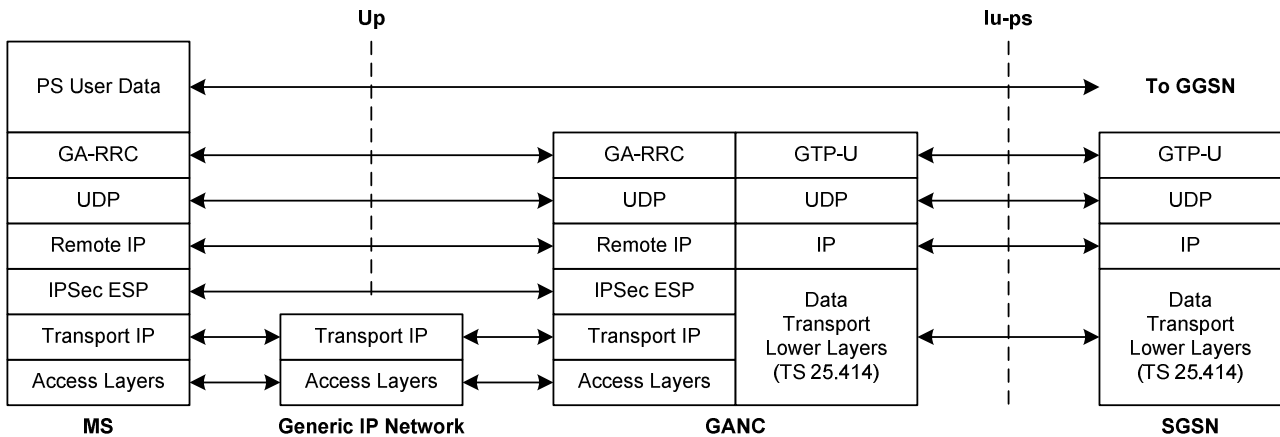 Up
Iu-ps
PS User Data
To GGSN
GA-RRC
GA-RRC
GTP-U
GTP-U
UDP
UDP
UDP
UDP
Remote IP
Remote IP
IP
IP
IPSec ESP
IPSec ESP
Data
Transport
Lower Layers
(TS 25.414)
Data
Transport
Lower Layers
(TS 25.414)
Transport IP
Transport IP
Transport IP
Access Layers
Access Layers
Access Layers
MS
Generic IP Network
GANC
SGSN